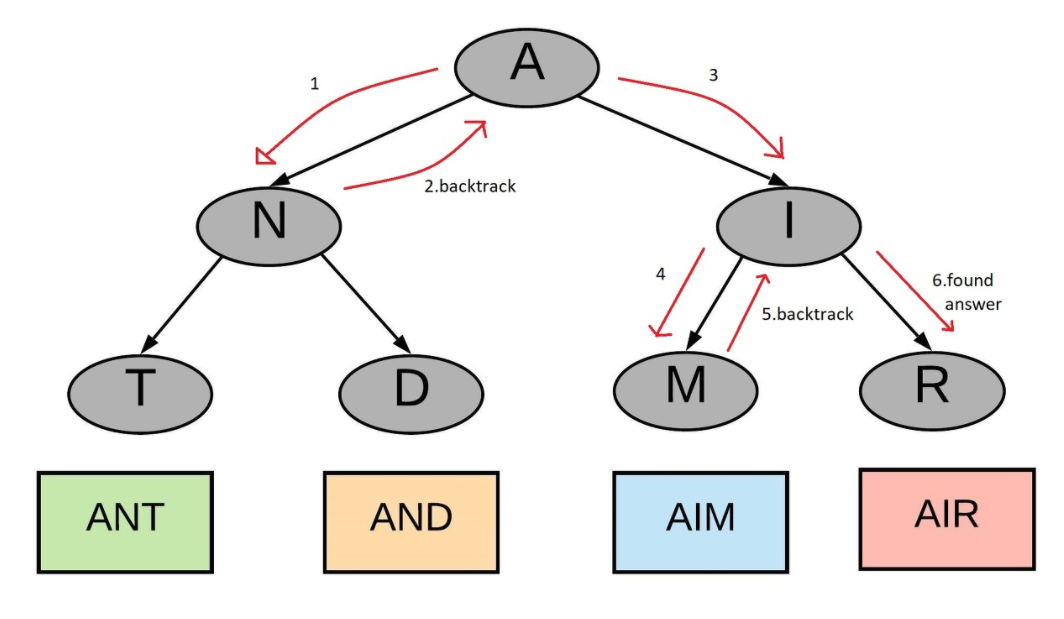 A
1
3
2.backtrack
N
I
4
6.found
answer
5.backtrack
T
D
M
R
ANT
AND
AIM
AIR